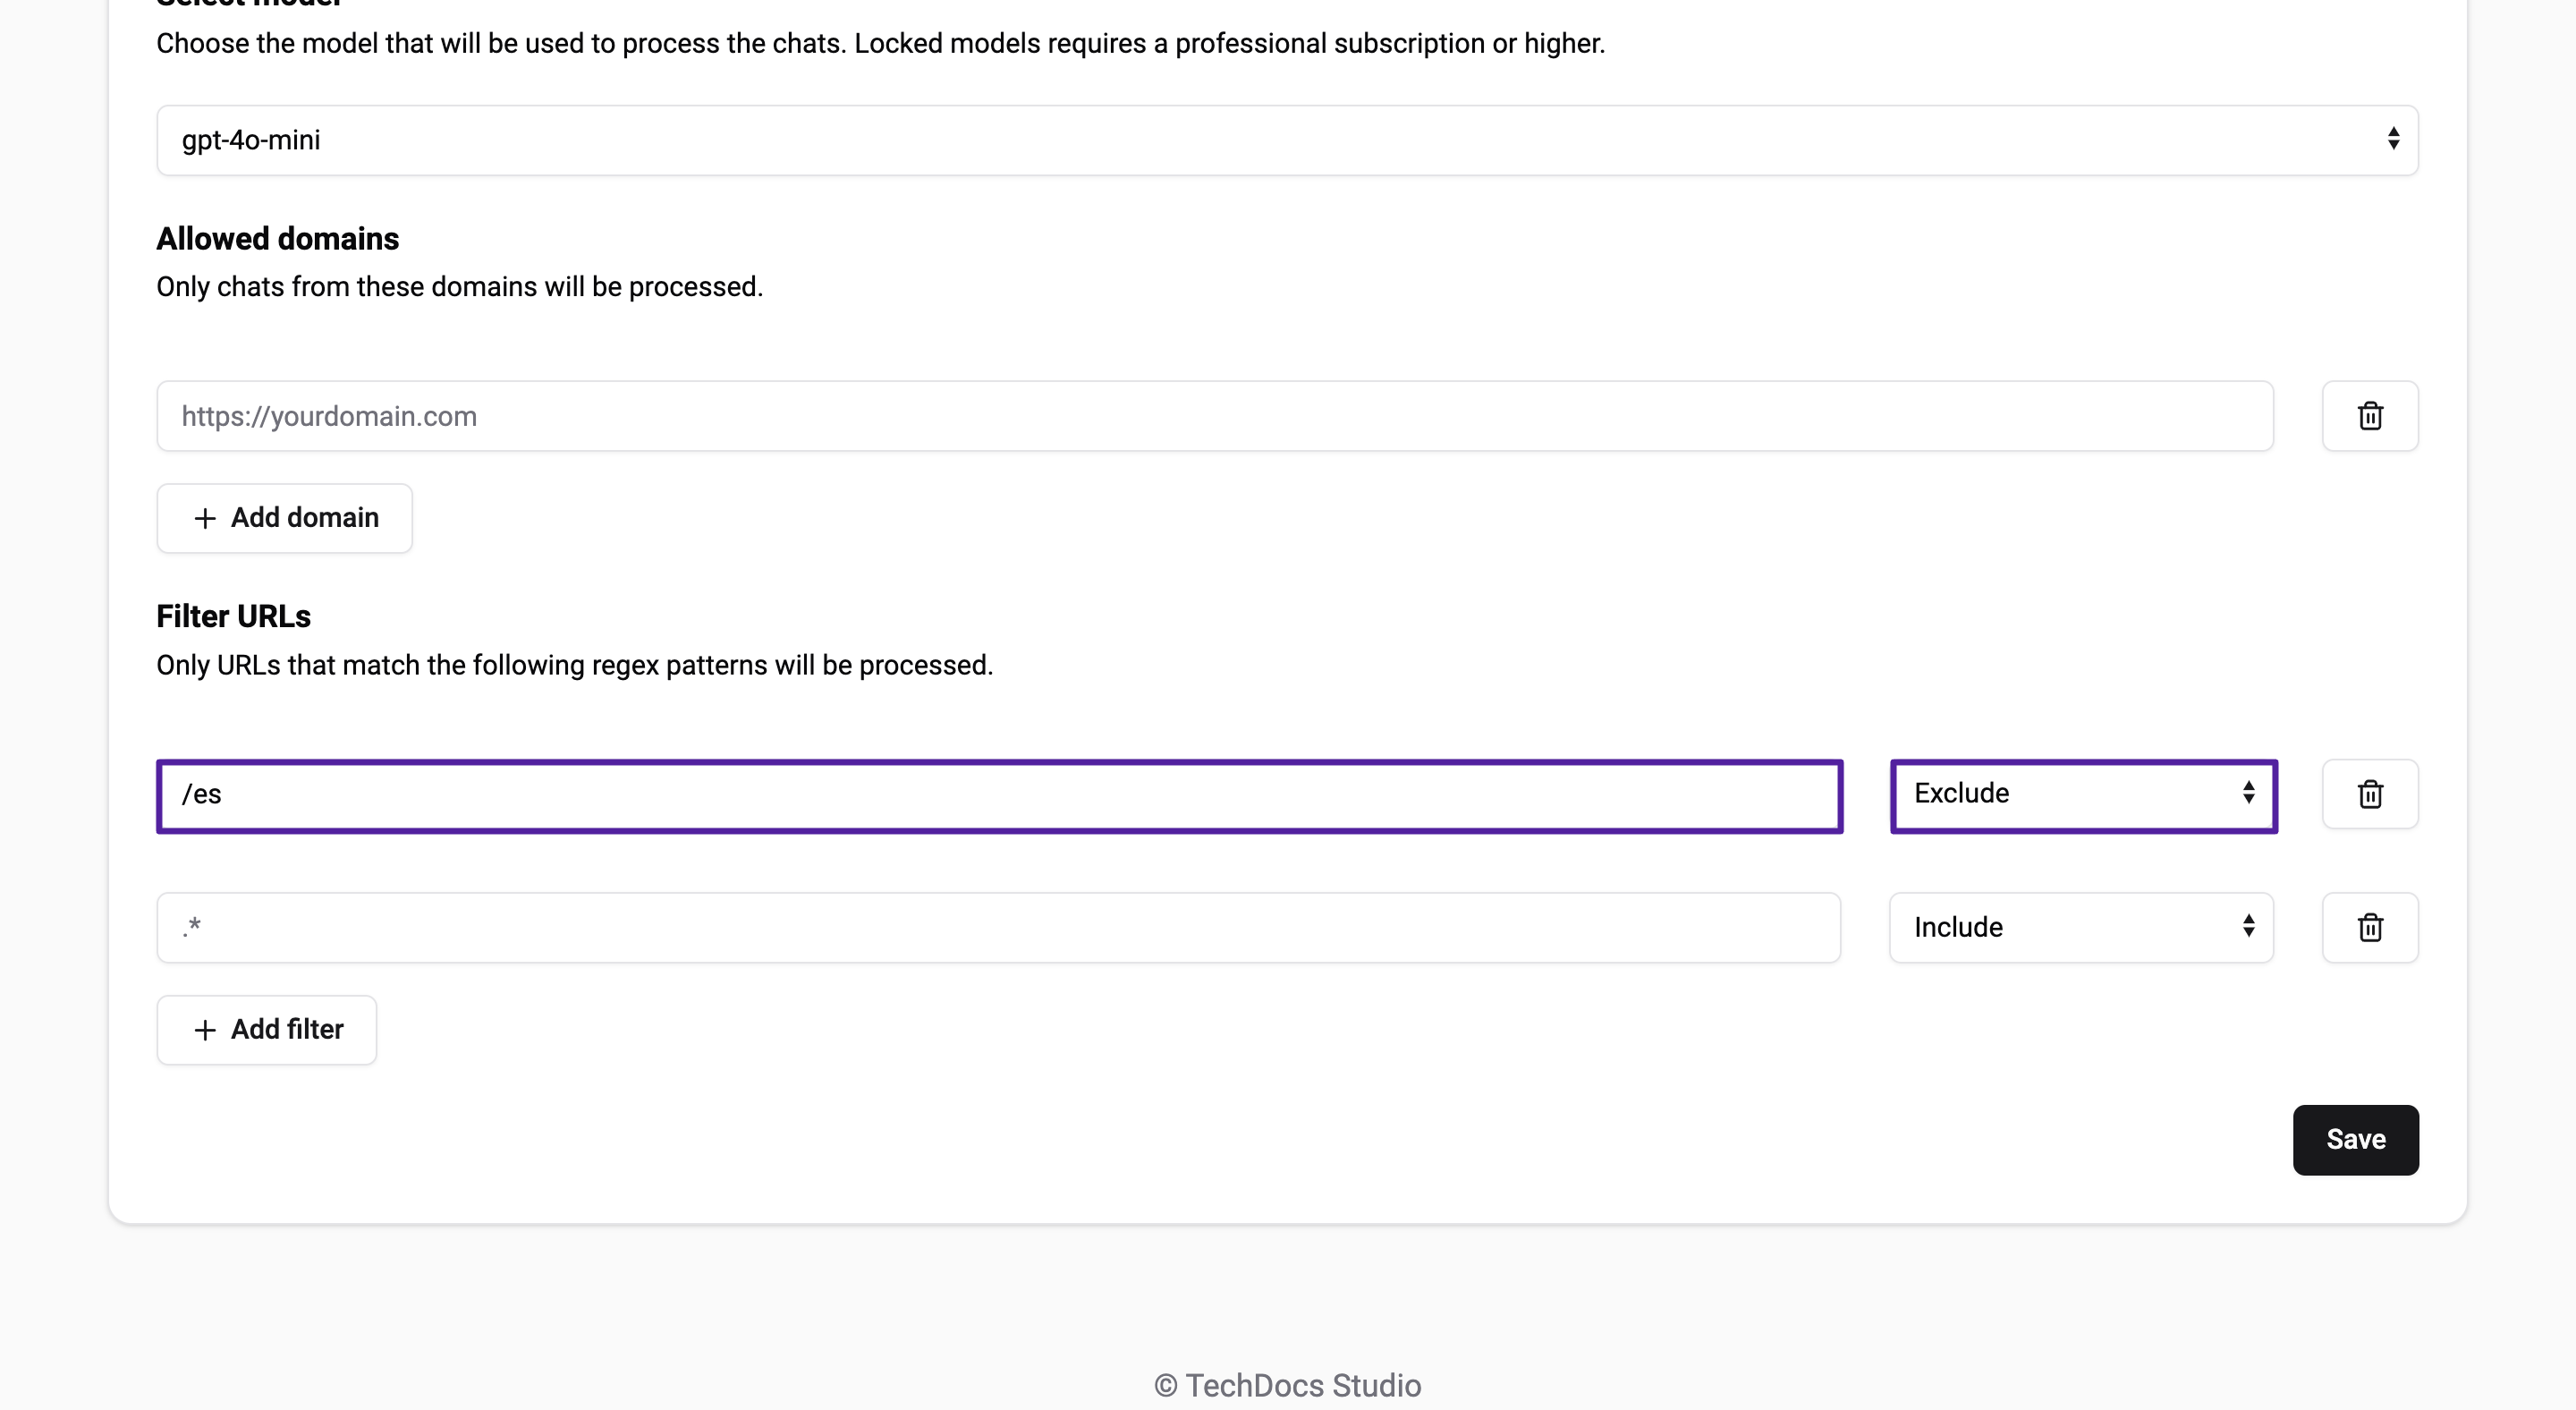 Select model
Choose the model that will be used to process the chats. Locked models requires a professional subscription or higher.
gpt-4o-mini
Allowed domains
Only chats from these domains will be processed.
https://yourdomain.com
+ Add domain
Filter URLs
Only URLs that match the following regex patterns will be processed.
/es
Exclude
.*
Include
+ Add filter
Save
© TechDocs Studio